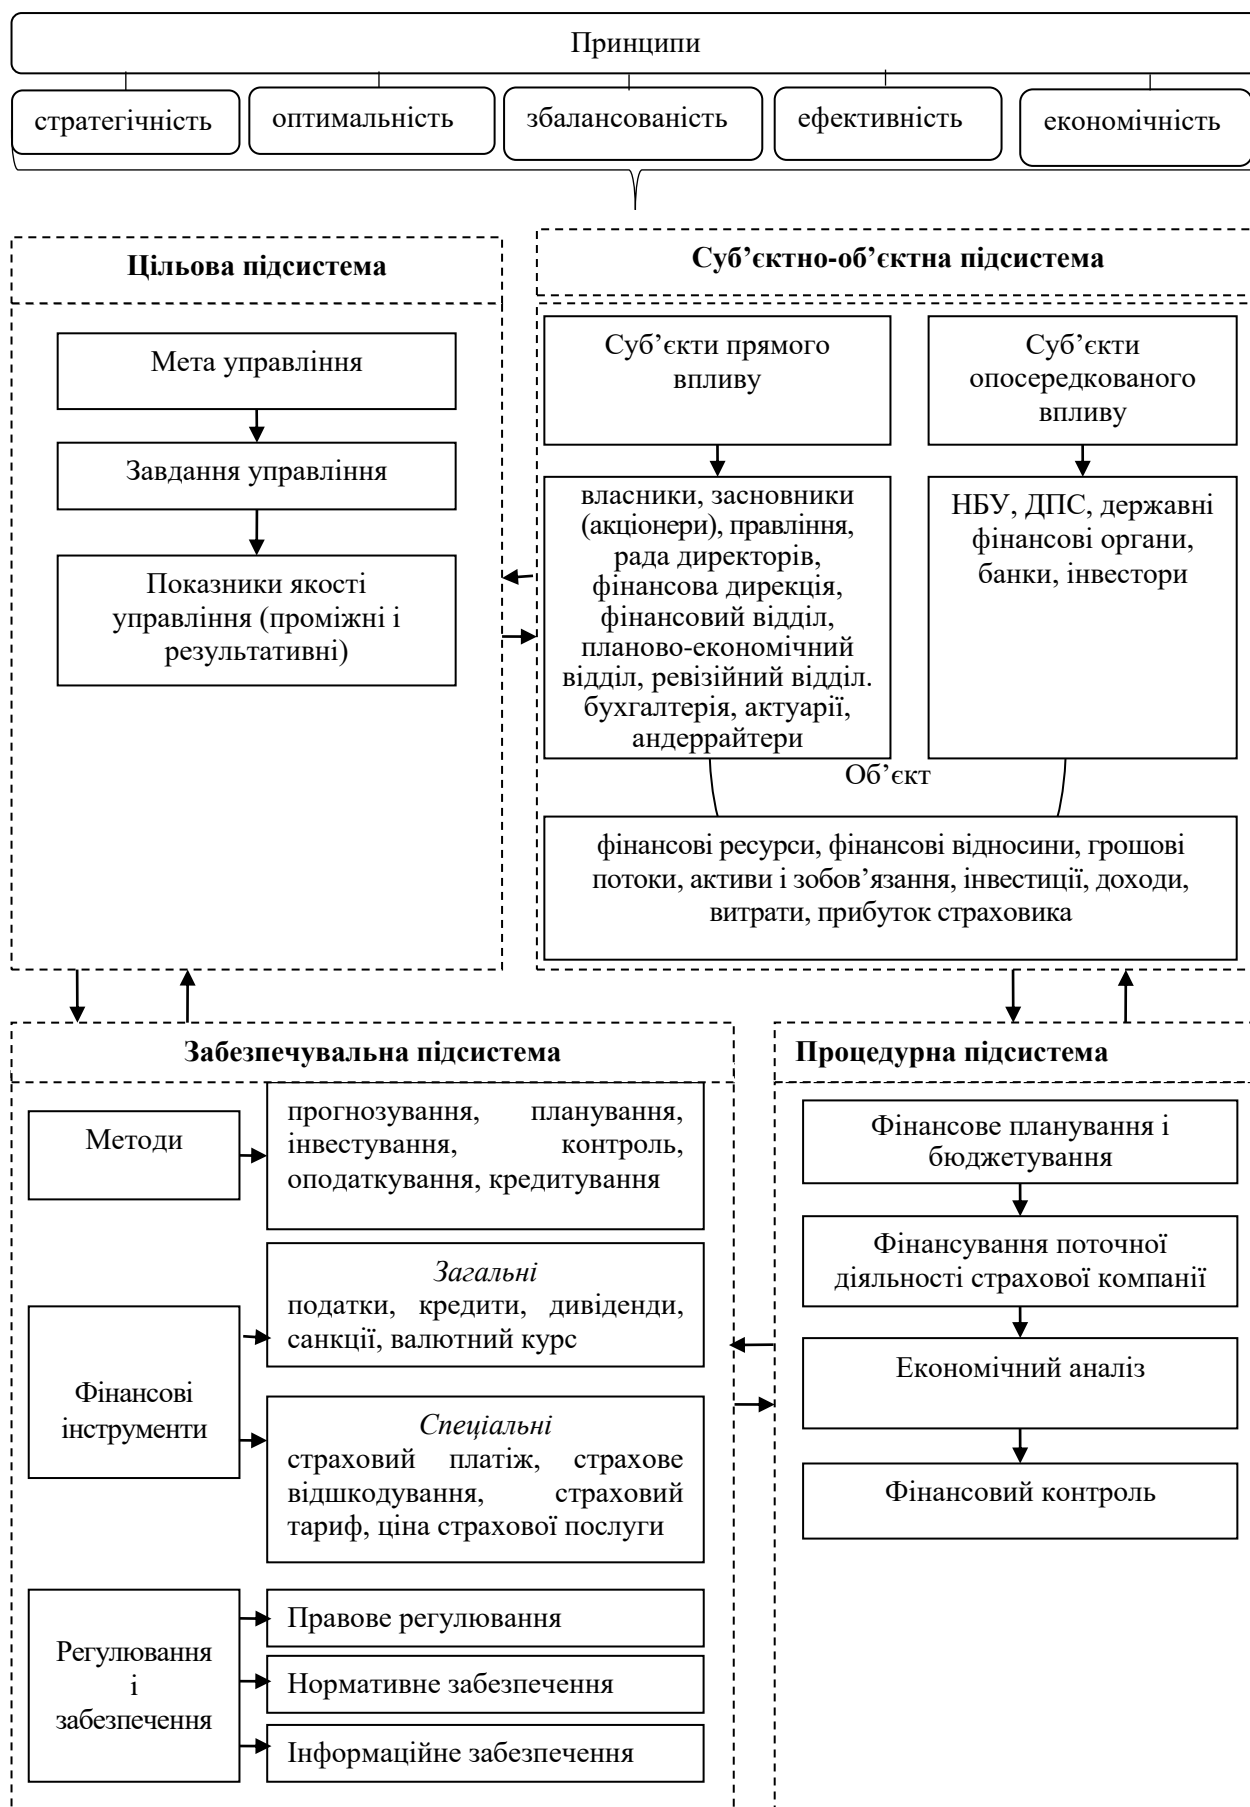 Принципи
стратегічність
оптимальність
збалансованість
ефективність
економічність
Цільова підсистема
Мета управління
Завдання управління
Показники якості
управління (проміжні і
результативні)
Суб’єктно-об’єктна підсистема
Суб’єкти прямого
впливу
Суб’єкти
опосередкованого
впливу
власники, засновники
(акціонери), правління,
рада директорів,
фінансова дирекція,
фінансовий відділ,
планово-економічний
відділ, ревізійний відділ.
бухгалтерія, актуарії,
андеррайтери
НБУ, ДПС, державні
фінансові органи,
банки, інвестори
Об’єкт
фінансові ресурси, фінансові відносини, грошові
потоки, активи і зобов’язання, інвестиції, доходи,
витрати, прибуток страховика
Забезпечувальна підсистема
Методи
прогнозування, планування,
інвестування, контроль,
оподаткування, кредитування
Фінансові
інструменти
Загальні
податки, кредити, дивіденди,
санкції, валютний курс
Спеціальні
страховий платіж, страхове
відшкодування, страховий
тариф, ціна страхової послуги
Регулювання
і
забезпечення
Правове регулювання
Нормативне забезпечення
Інформаційне забезпечення
Процедурна підсистема
Фінансове планування і
бюджетування
Фінансування поточної
діяльності страхової компанії
Економічний аналіз
Фінансовий контроль